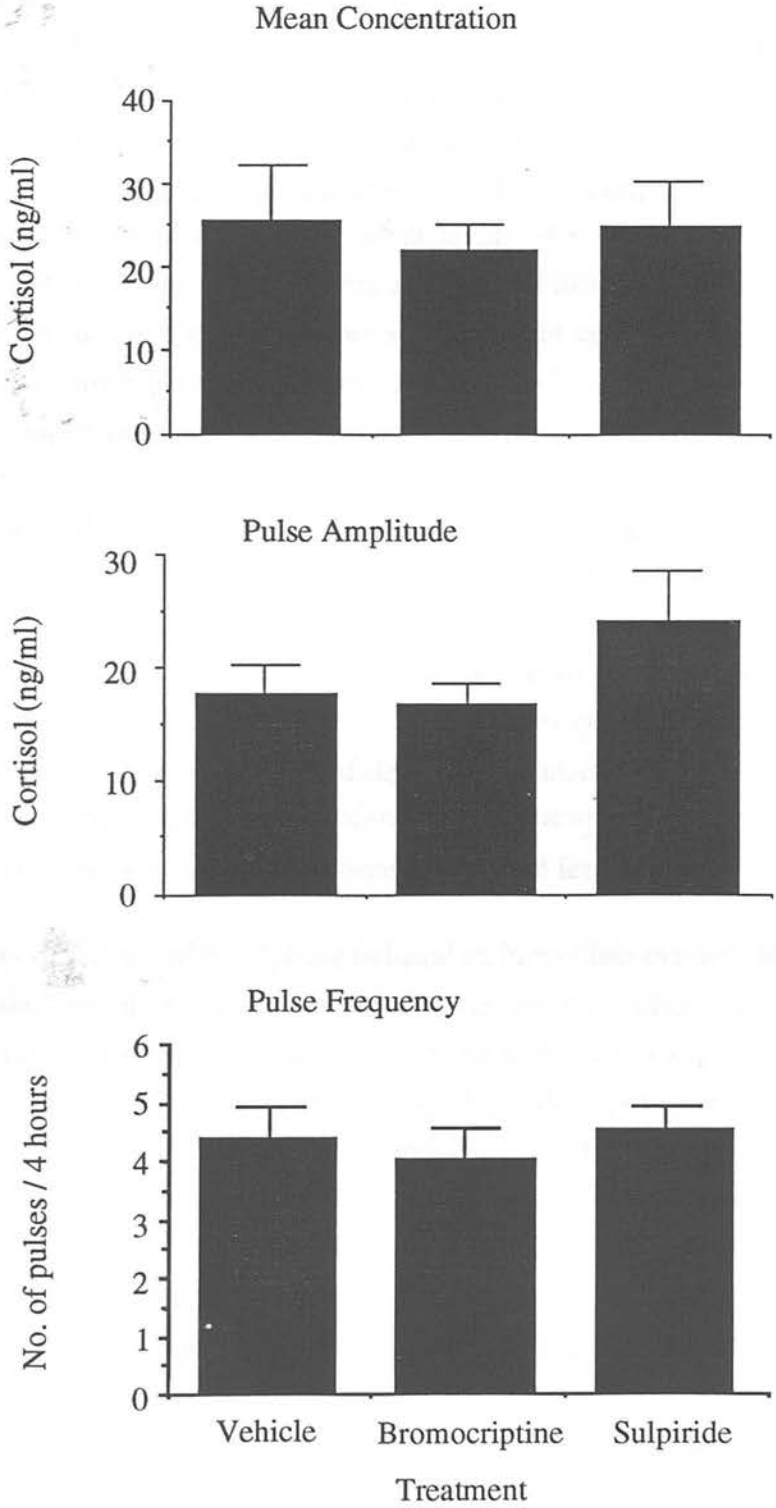 Mean Concentration
40
30
20
10
0
Cortisol (ng/ml)
Pulse Amplitude
30
20
10
0
Cortisol (ng/ml)
Pulse Frequency
6
5
4
3
2
1
0
No. of pulses / 4 hours
Vehicle Bromocriptine Sulpiride
Treatment